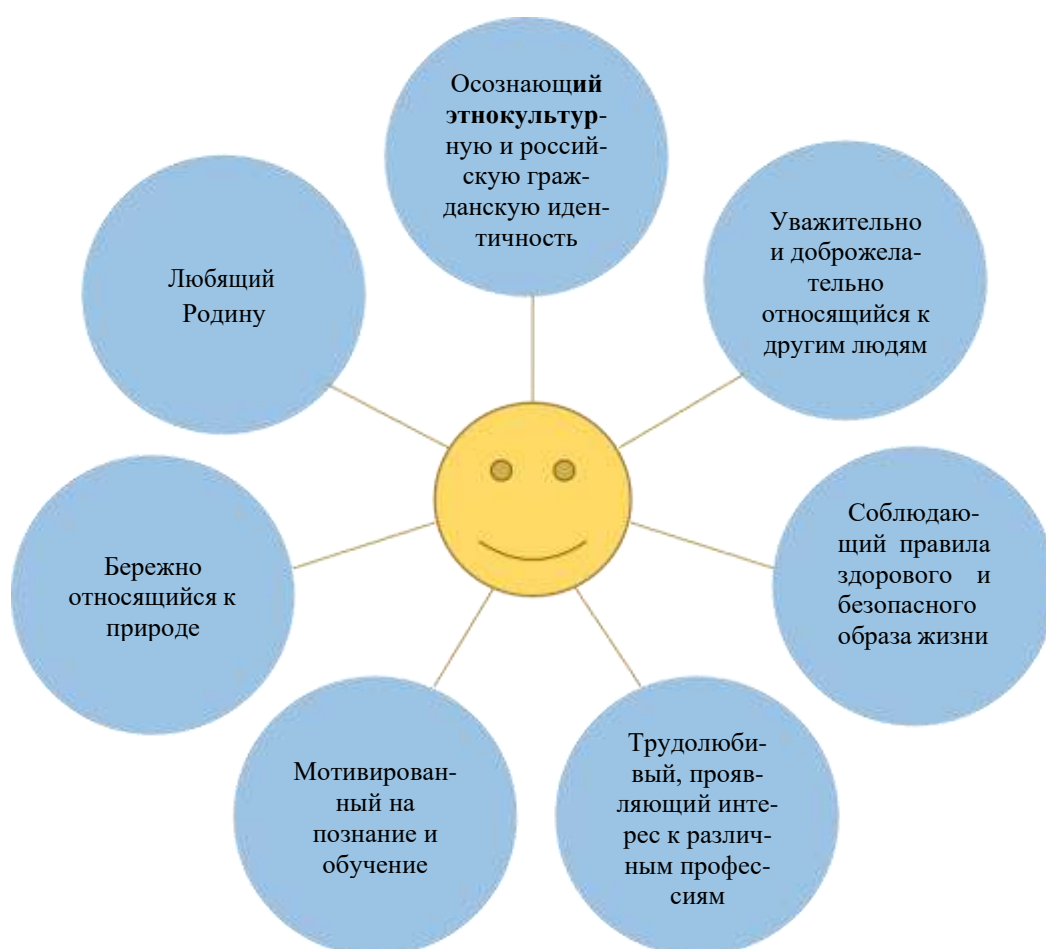 Осознающий
этнокультур-
ную и россий-
скую граж-
данскую иден-
тичность
Любящий
Родину
Уважительно
и доброжела-
тельно
относящийся к
другим людям
Бережно
относящийся к
природе
Соблюдаю-
щий правила
здорового и
безопасного
образа жизни
Мотивирован-
ный на
познание и
обучение
Трудолюби-
вый, прояв-
ляющий инте-
рес к различ-
ным профес-
сиям